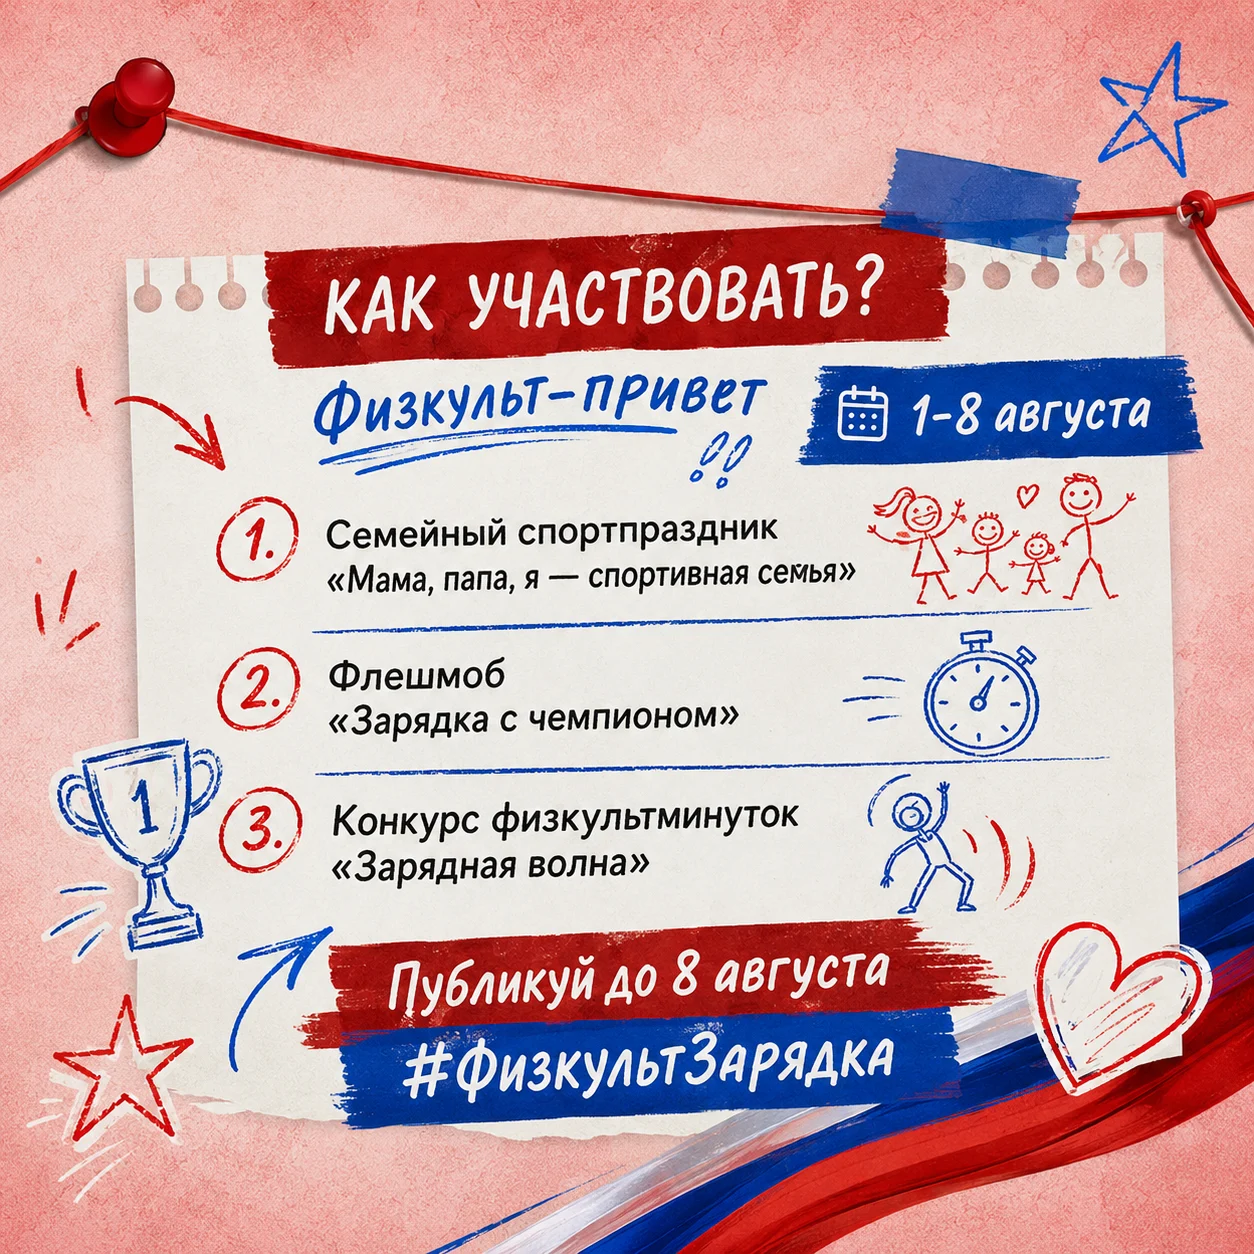 КАК УЧАСТВОВАТЬ?
Физкульт-привет
!!
1-8 августа
1. Семейный спортпраздник
«Мама, папа, я — спортивная семья»
2. Флешмоб
«Зарядка с чемпионом»
1
3. Конкурс физкультминуток
«Зарядная волна»
Публикуй до 8 августа
#ФизкультЗарядка